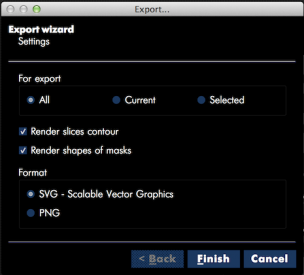 Export...
Export wizard
Settings
For export
All Current Selected
Render slices contour
Render shapes of masks
Format
SVG - Scalable Vector Graphics
PNG
< Back Finish Cancel